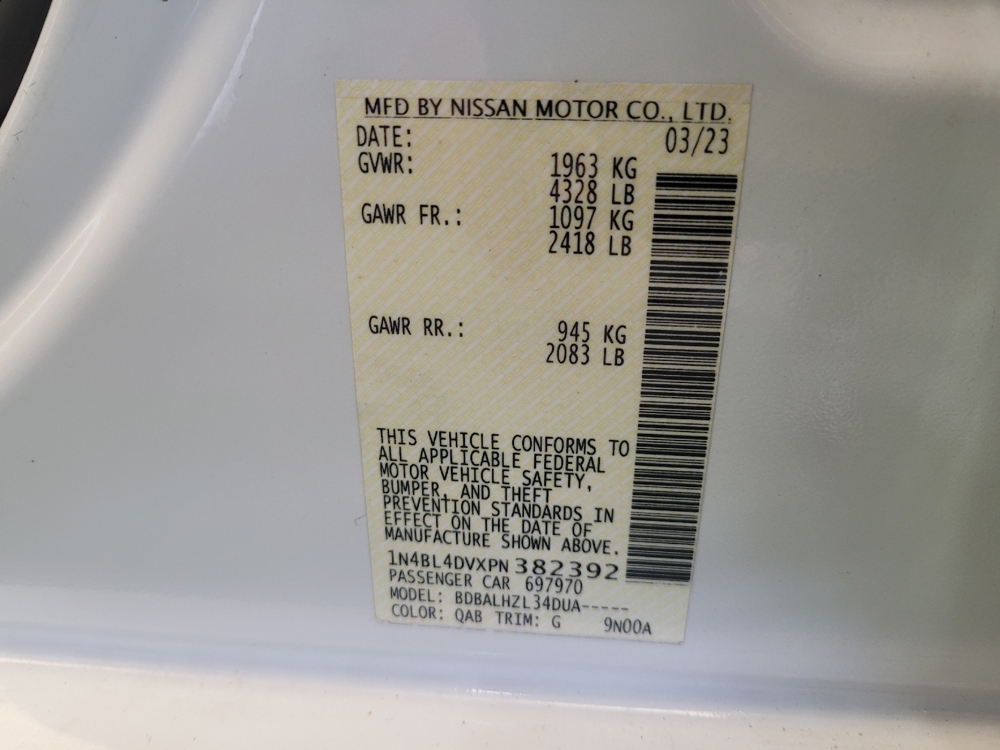 MFD BY NISSAN MOTOR CO., LTD.
DATE: 03/23
GVWR: 1963 KG
4328 LB
GAWR FR.: 1097 KG
2418 LB
GAWR RR.: 945 KG
2083 LB
THIS VEHICLE CONFORMS TO
ALL APPLICABLE FEDERAL
MOTOR VEHICLE SAFETY,
BUMPER, AND THEFT
PREVENTION STANDARDS IN
EFFECT ON THE DATE OF
MANUFACTURE SHOWN ABOVE.
1N4BL4DVXPN382392
PASSENGER CAR 697970
MODEL: BDBALHZL34DUA-----
COLOR: QAB TRIM: G 9N00A